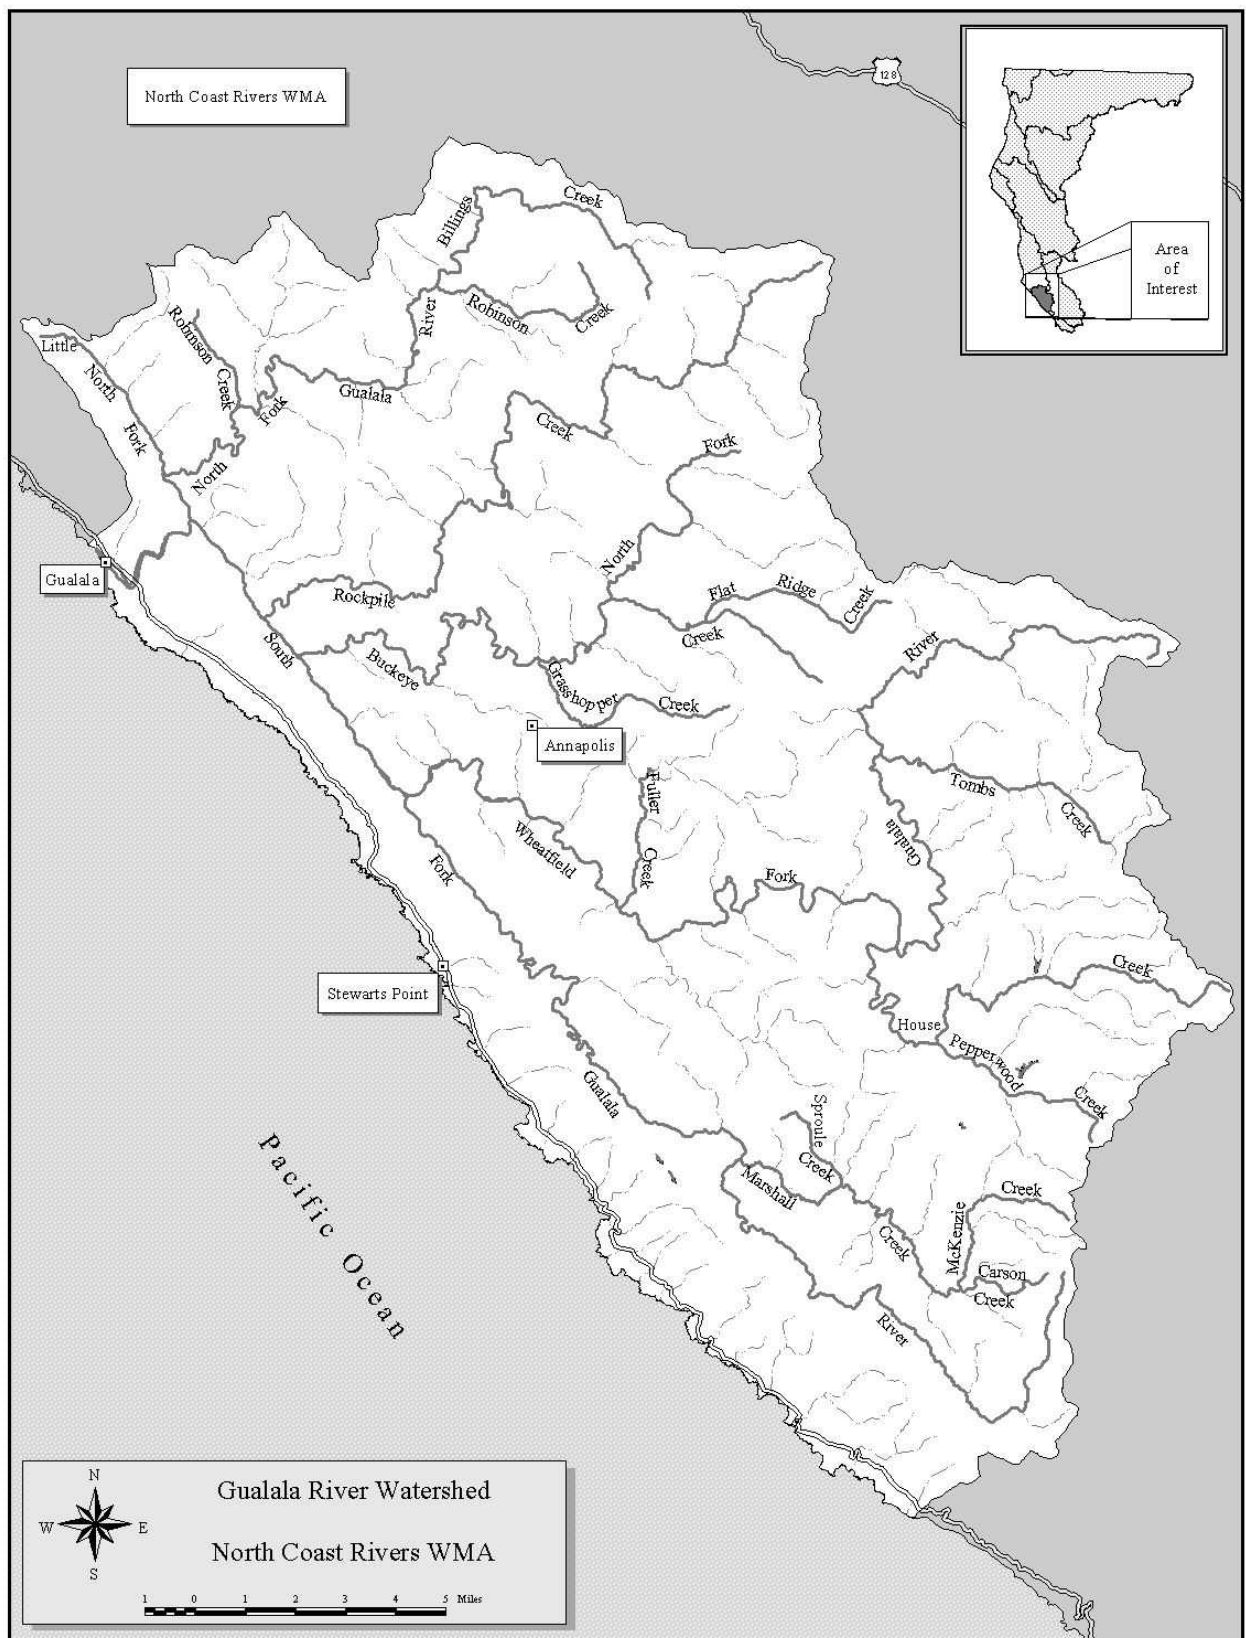 128
North Coast Rivers WMA
Area
of
Interest
Billings
Creek
Robinson
Creek
River
Robinson
Creek
Little
North
Fork
Gualala
Fork
North
Creek
Fork
North
Gualala
Rockpile
Flat
Ridge
Creek
Creek
River
South
Buckeye
Grasshopper
Creek
Annapolis
Fuller
Creek
Tombs
Creek
Gualala
Wheatfield
Fork
Fork
Stewarts Point
Creek
House
Pepperwood
Creek
Gualala
Sproule
Creek
Marshall
Creek
McKenzie
Creek
Carson
Creek
River
Pacific Ocean
N
W
E
S
Gualala River Watershed
North Coast Rivers WMA
1 0 1 2 3 4 5 Miles